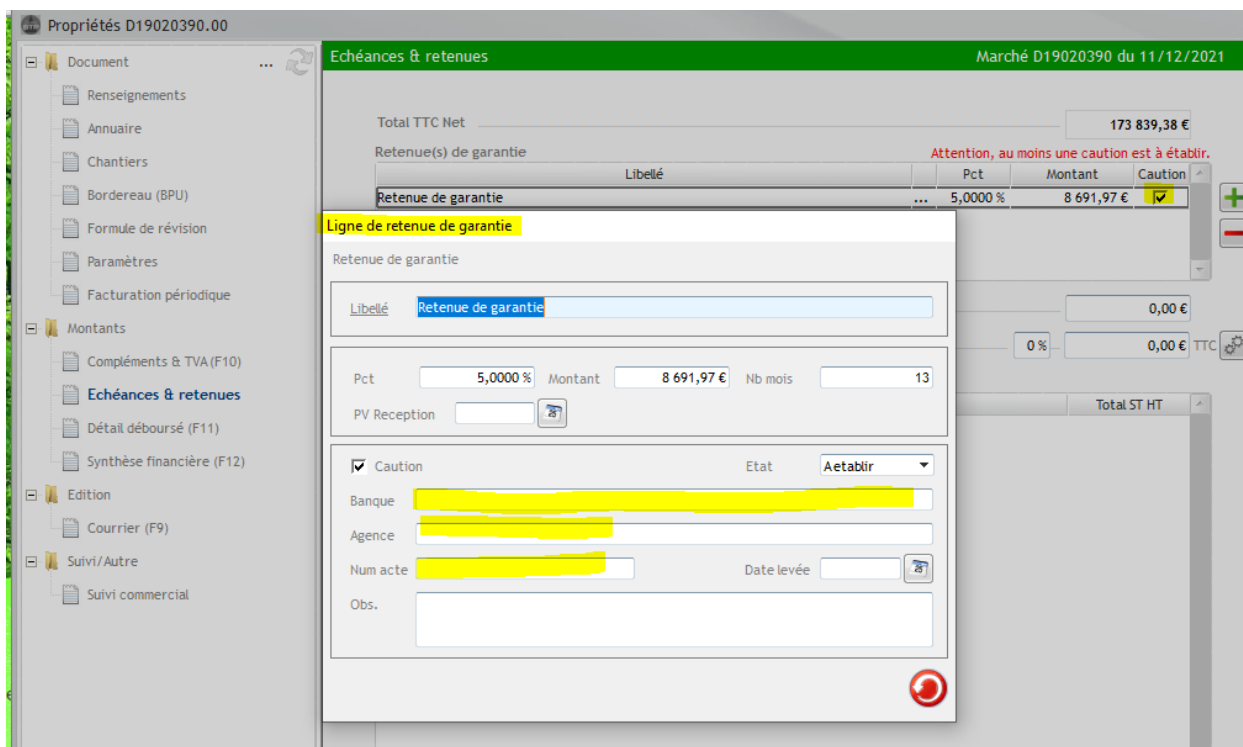 Propriétés D19020390.00
Document ...
Renseignements
Annuaire
Chantiers
Bordereau (BPU)
Formule de révision
Paramètres
Facturation périodique
Montants
Compléments & TVA(F10)
Echéances & retenues
Détail déboursé (F11)
Synthèse financière (F12)
Edition
Courrier (F9)
Suivi/Autre
Suivi commercial
Echéances & retenues Marché D19020390 du 11/12/2021
Total TTC Net 173 839,38 €
Retenue(s) de garantie Attention, au moins une caution est à établir.
Libellé Pct Montant Caution
Retenue de garantie ... 5,0000 % 8 691,97 €
0,00 €
0 % 0,00 € TTC
Total ST HT
Ligne de retenue de garantie
Retenue de garantie
Libellé Retenue de garantie
Pct 5,0000 % Montant 8 691,97 € Nb mois 13
PV Reception
Caution Etat Aetablir
Banque
Agence
Num acte Date levée
Obs.